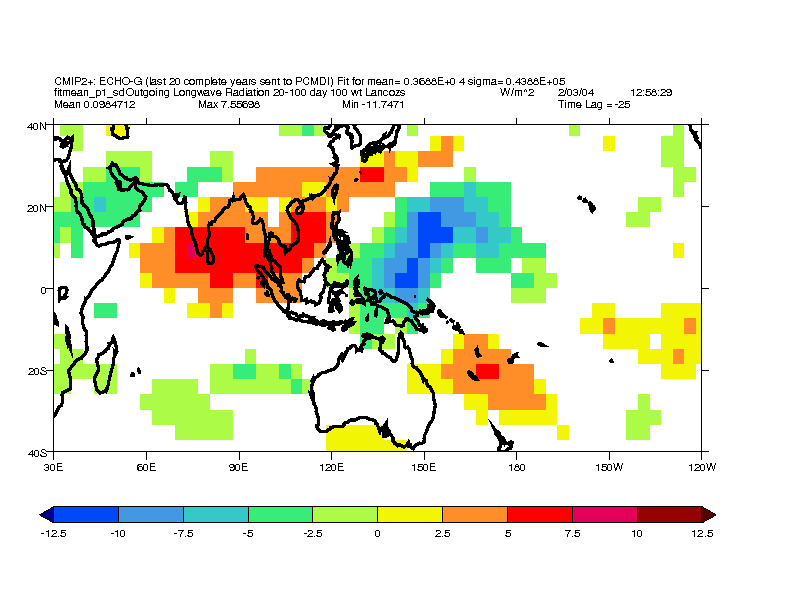 CMIP2+: ECHO-G (last 20 complete years sent to PCMDI) Fit for mean= 0.3688E+0 4 sigma= 0.4388E+05
fitmean_p1_sdOutgoing Longwave Radiation 20-100 day 100 wt Lancozs W/m^2 2/03/04 12:58:29
Mean 0.0984712 Max 7.55698 Min -11.7471 Time Lag = -25
40N
20N
0
20S
40S
30E 60E 90E 120E 150E 180 150W 120W
-12.5 -10 -7.5 -5 -2.5 0 2.5 5 7.5 10 12.5